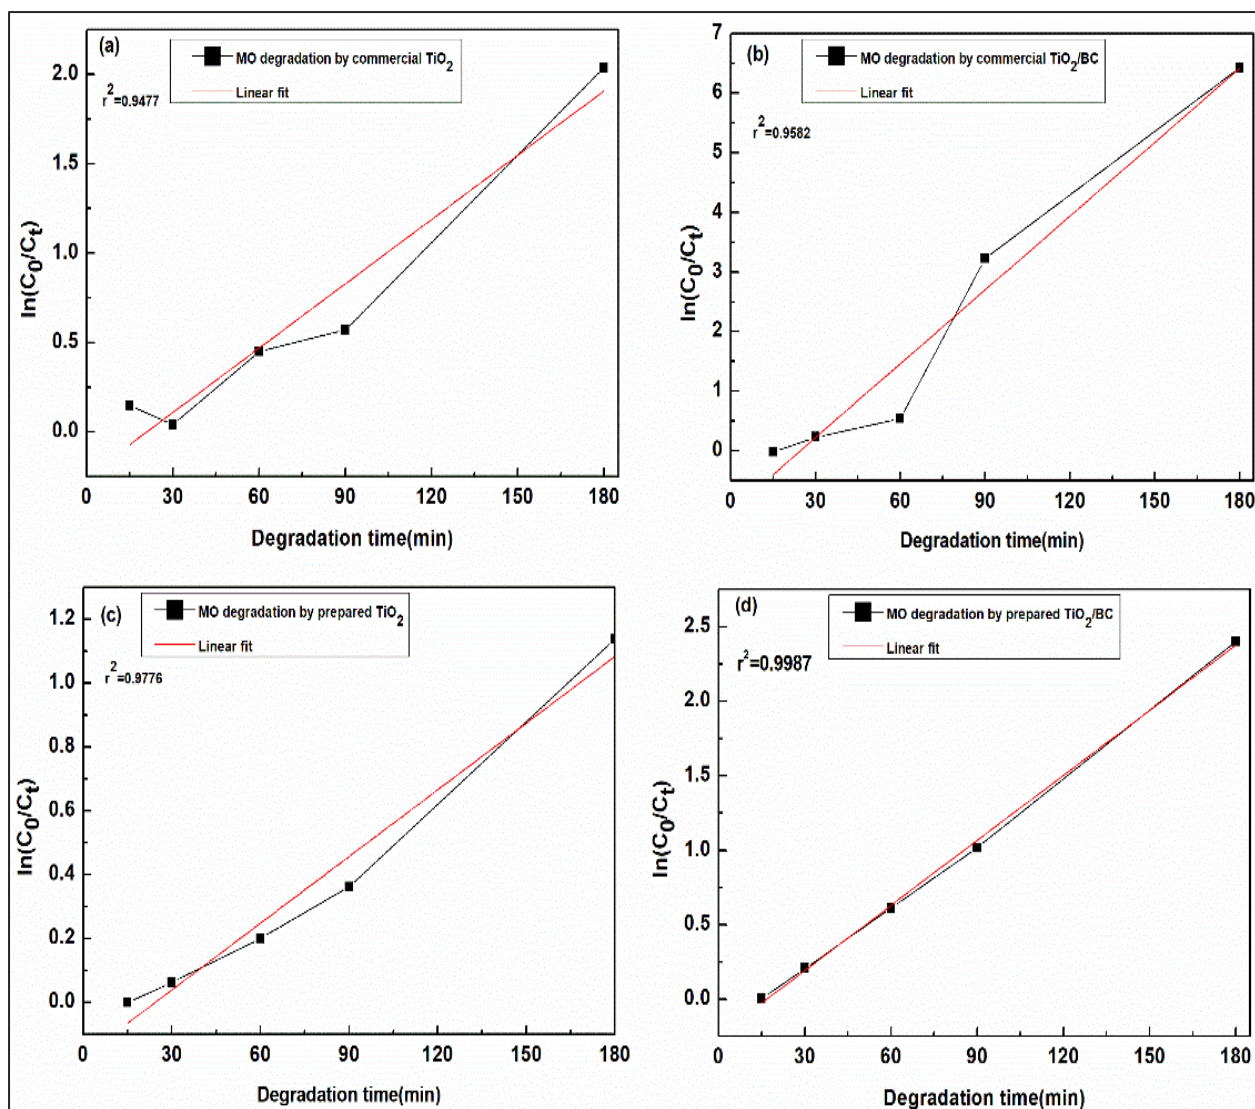 (a)
MO degradation by commercial TiO2
Linear fit
r2=0.9477
2.0
1.5
1.0
0.5
0.0
ln(C0/Ct)
0 30 60 90 120 150 180
Degradation time(min)
(b)
MO degradation by commercial TiO2/BC
Linear fit
r2=0.9582
7
6
5
4
3
2
1
0
ln(C0/Ct)
0 30 60 90 120 150 180
Degradation time(min)
(c)
MO degradation by prepared TiO2
Linear fit
r2=0.9776
1.2
1.0
0.8
0.6
0.4
0.2
0.0
ln(C0/Ct)
0 30 60 90 120 150 180
Degradation time(min)
(d)
MO degradation by prepared TiO2/BC
Linear fit
r2=0.9987
2.5
2.0
1.5
1.0
0.5
0.0
ln(C0/Ct)
0 30 60 90 120 150 180
Degradation time(min)